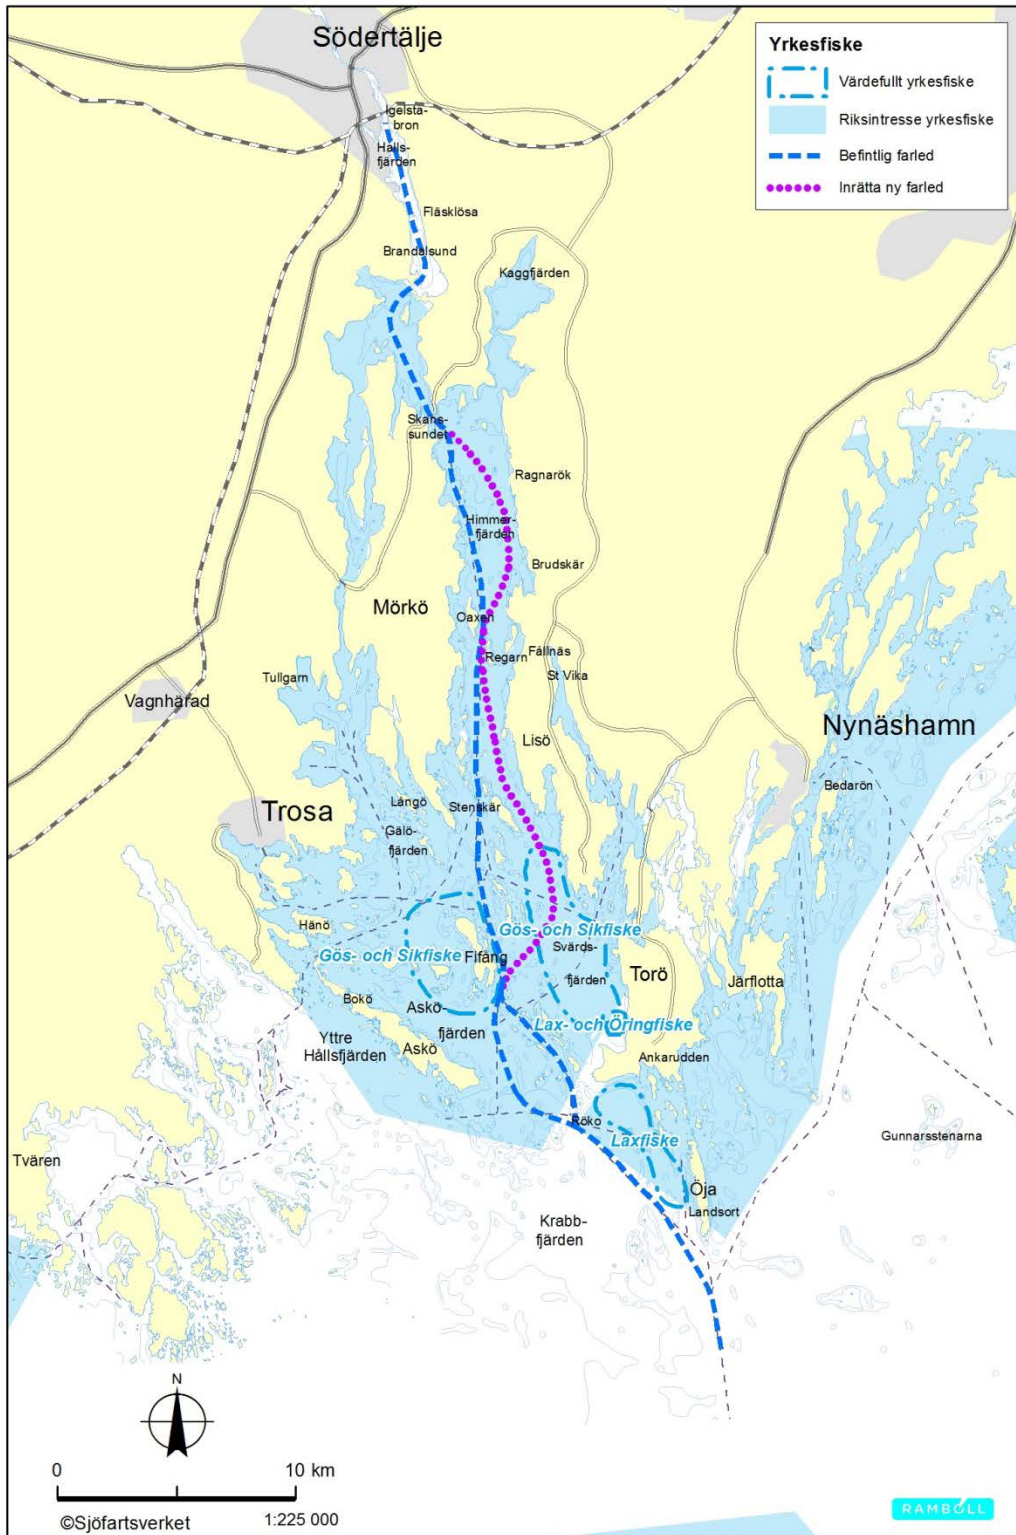 Södertälje
Yrkesfiske
Värdefullt yrkesfiske
Riksintresse yrkesfiske
Befintlig farled
Inrätta ny farled
Igelsta-
bron
Halls-
fjärden
Fläsklösa
Brandalsund
Kaggfjärden
Skans-
sundet
Ragnarök
Himmer-
fjärden
Brudskär
Mörkö
Oaxen
Regarn
Fållnäs
St Vika
Tullgarn
Vagnhärad
Lisö
Nynäshamn
Bedarön
Trosa
Långö
Stenskär
Gälö-
fjärden
Hänö
Gös- och Sikfiske
Gös- och Sikfiske
Fifång
Svärds-
fjärden
Torö
Järflotta
Bokö
Askö-
fjärden
Lax- och Öringfiske
Yttre
Hållsfjärden
Askö
Ankarudden
Röko
Laxfiske
Gunnarsstenarna
Tvären
Öja
Landsort
Krabb-
fjärden
N
0
10 km
©Sjöfartsverket
1:225 000
RAMBOLL